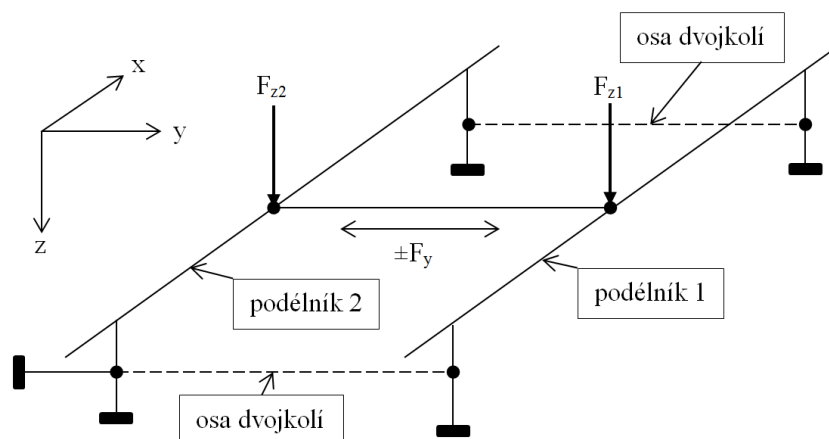 osa dvojkolí
x
F_z2
F_z1
y
z
±F_y
podélník 2
podélník 1
osa dvojkolí